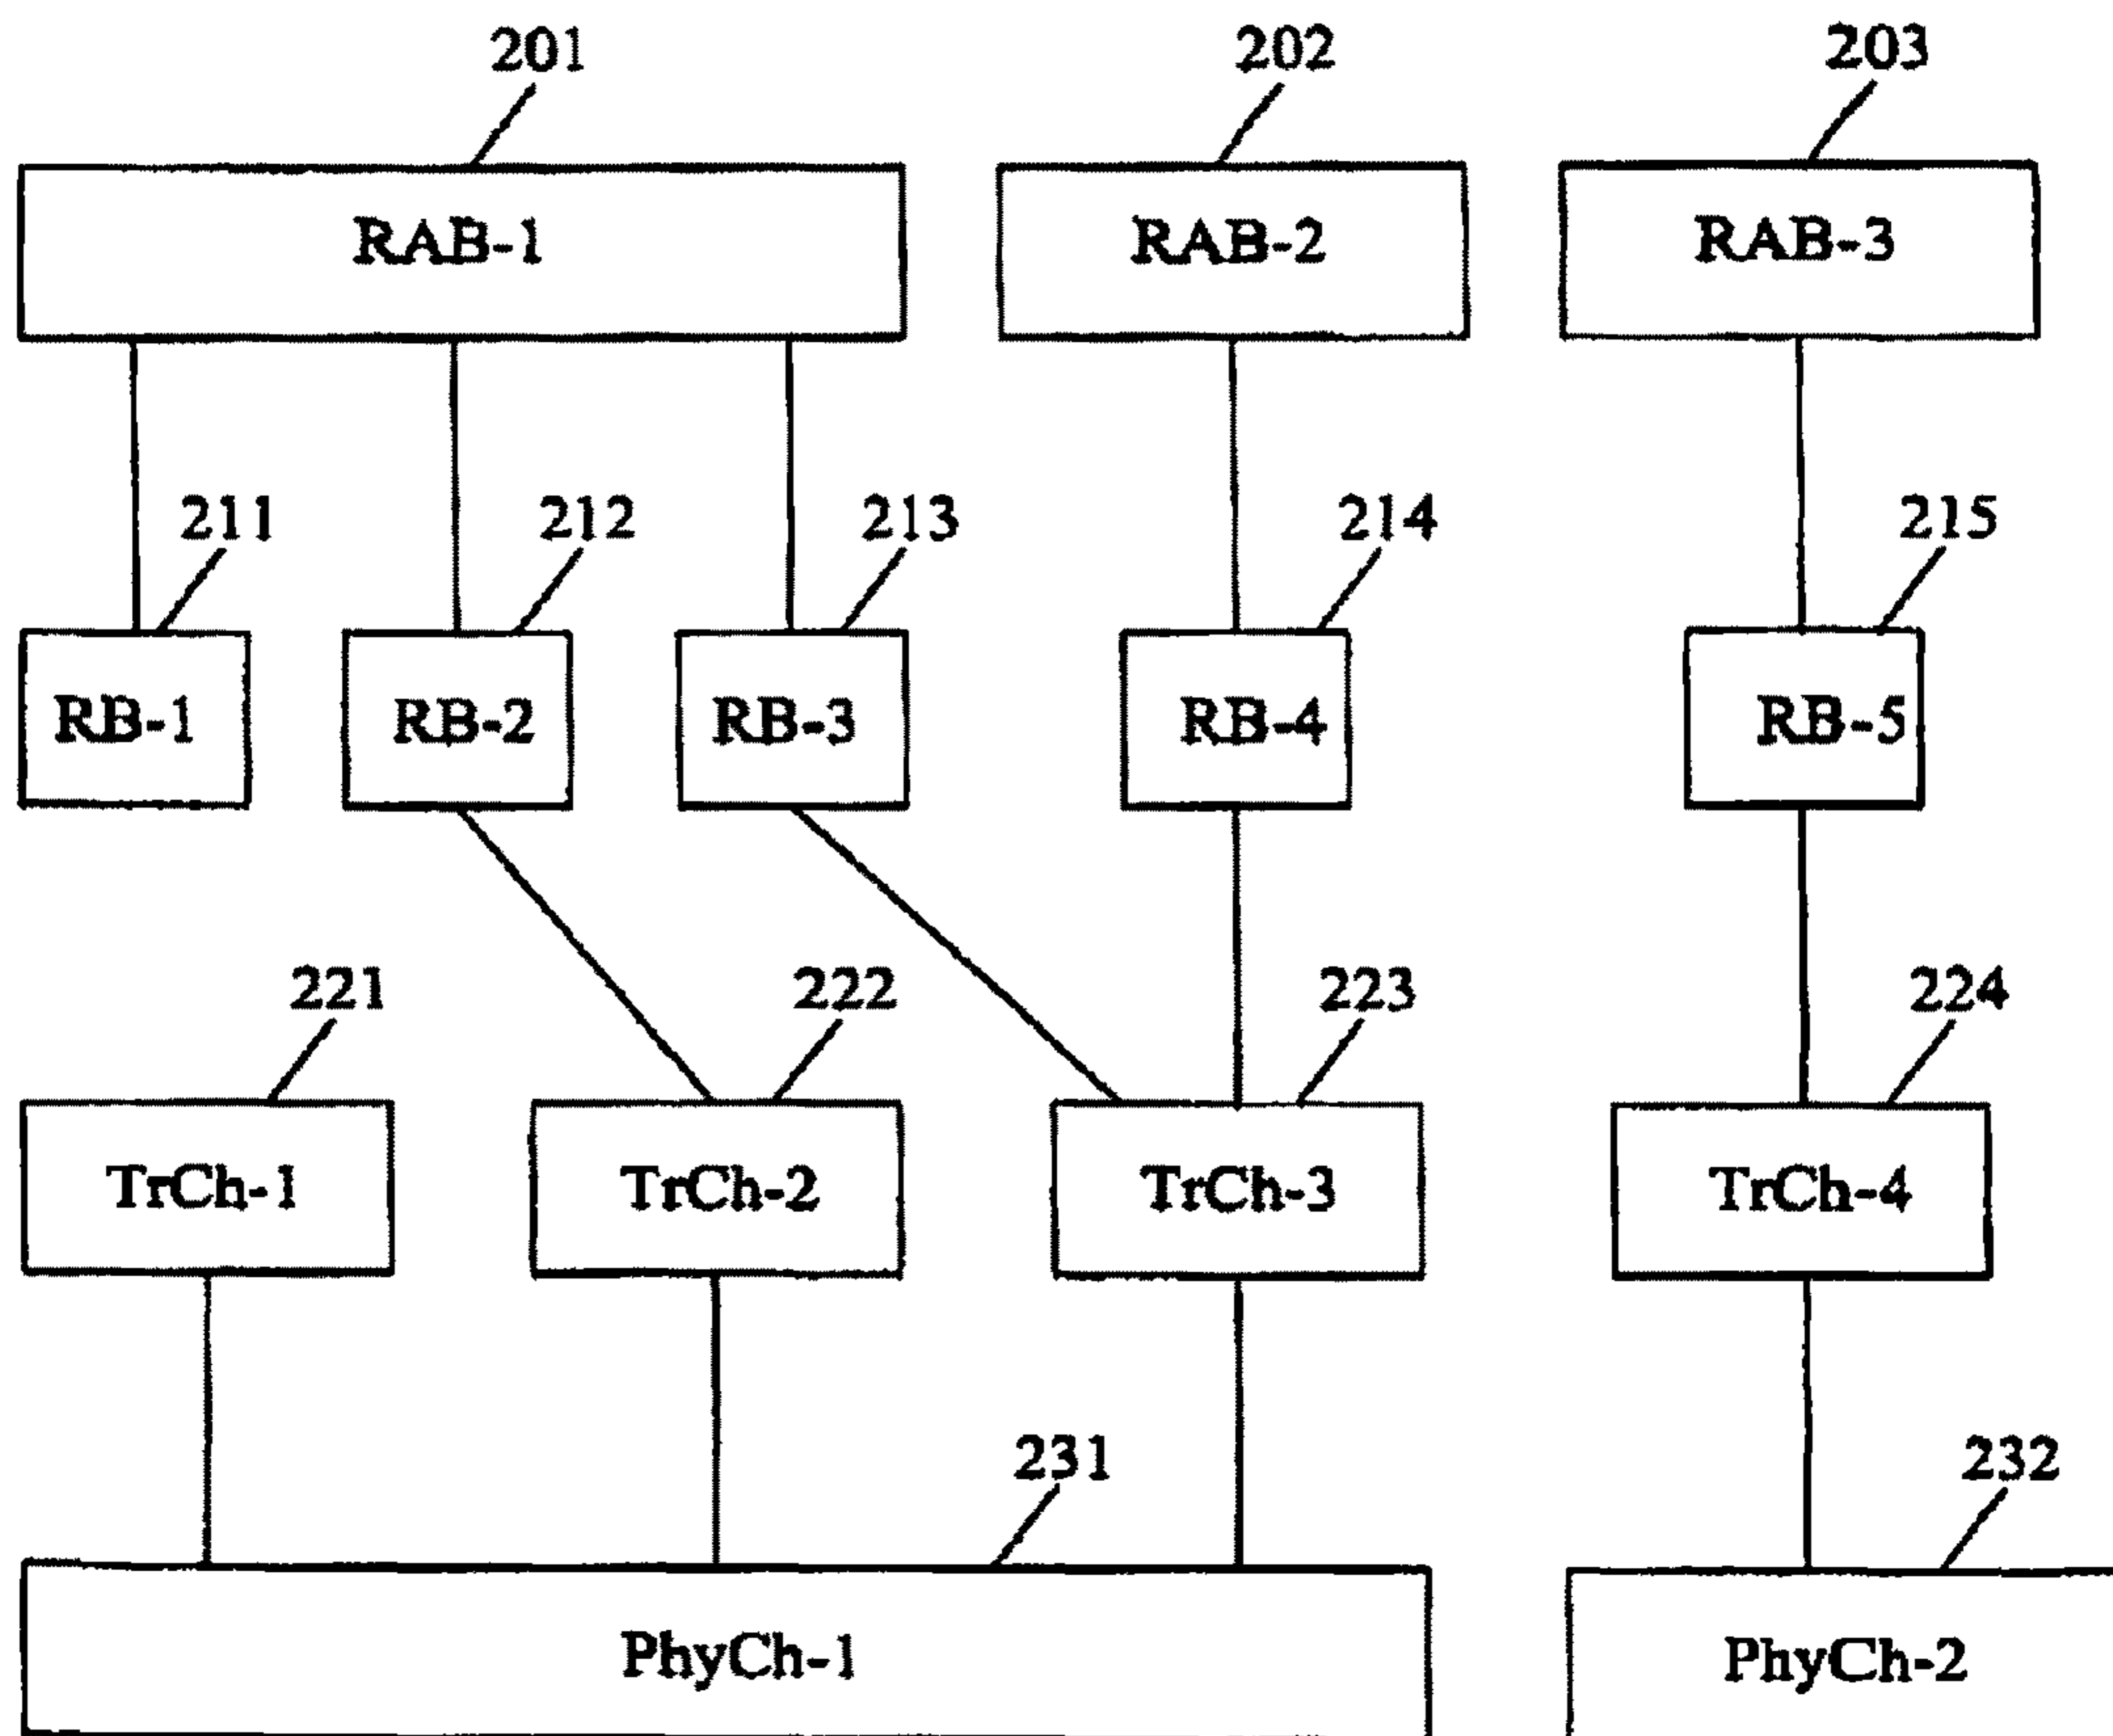 201 202 203
RAB-1 RAB-2 RAB-3
211 212 213 214 215
RB-1 RB-2 RB-3 RB-4 RB-5
221 222 223 224
TrCh-1 TrCh-2 TrCh-3 TrCh-4
231 232
PhyCh-1 PhyCh-2